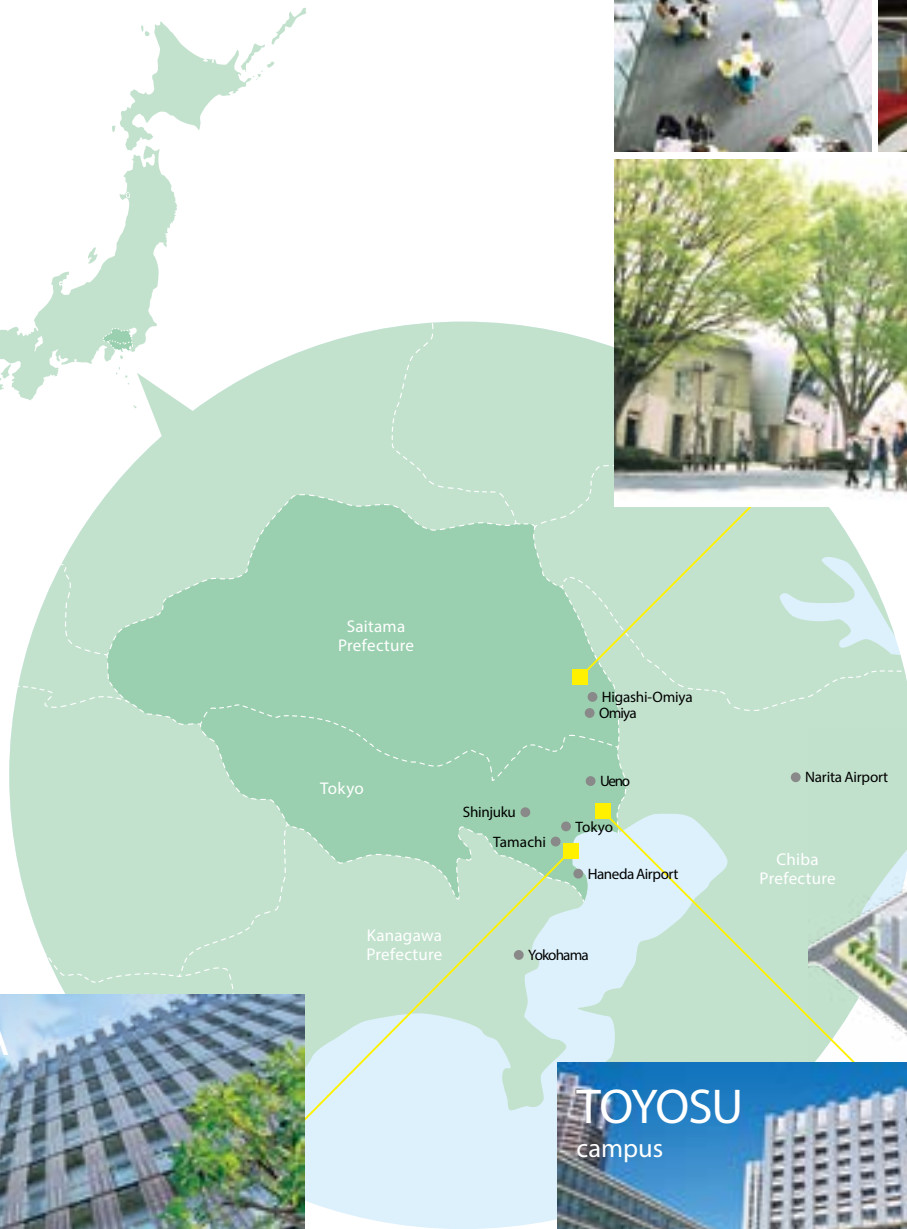 Saitama
Prefecture
Higashi-Omiya
Omiya
Ueno
Narita Airport
Tokyo
Shinjuku
Tokyo
Tamachi
Chiba
Prefecture
Haneda Airport
Kanagawa
Prefecture
Yokohama
A
TOYOSU
campus